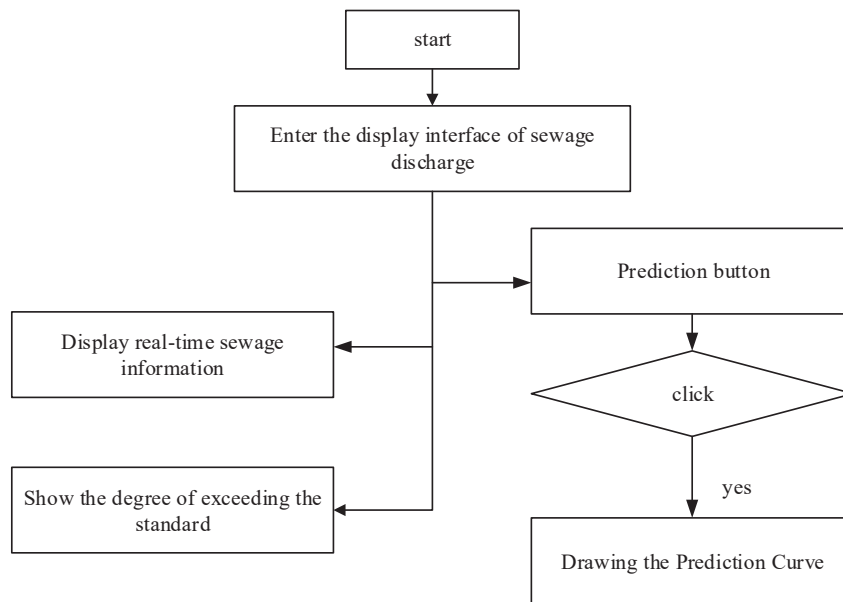 start
Enter the display interface of sewage
discharge
Prediction button
Display real-time sewage
information
click
Show the degree of exceeding the
standard
yes
Drawing the Prediction Curve